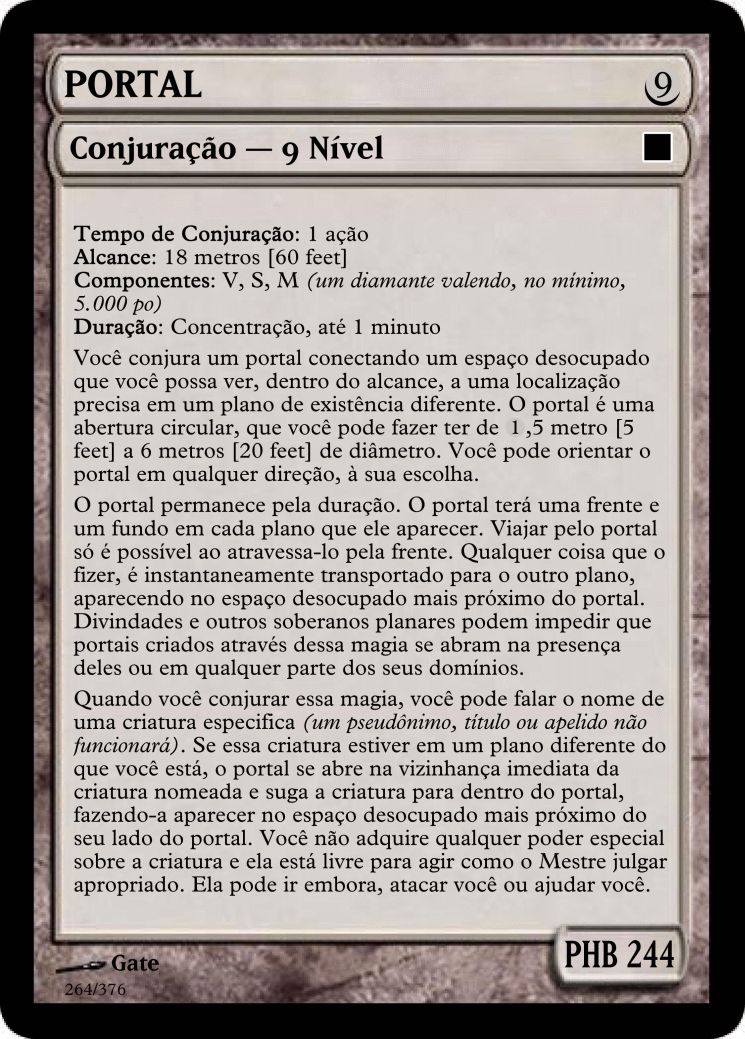 PORTAL
9
Conjuração — 9 Nível
Tempo de Conjuração: 1 ação
Alcance: 18 metros [60 feet]
Componentes: V, S, M (um diamante valendo, no mínimo,
5.000 po)
Duração: Concentração, até 1 minuto
Você conjura um portal conectando um espaço desocupado
que você possa ver, dentro do alcance, a uma localização
precisa em um plano de existência diferente. O portal é uma
abertura circular, que você pode fazer ter de 1,5 metro [5
feet] a 6 metros [20 feet] de diâmetro. Você pode orientar o
portal em qualquer direção, à sua escolha.
O portal permanece pela duração. O portal terá uma frente e
um fundo em cada plano que ele aparecer. Viajar pelo portal
só é possível ao atravessa-lo pela frente. Qualquer coisa que o
fizer, é instantaneamente transportado para o outro plano,
aparecendo no espaço desocupado mais próximo do portal.
Divindades e outros soberanos planares podem impedir que
portais criados através dessa magia se abram na presença
deles ou em qualquer parte dos seus domínios.
Quando você conjurar essa magia, você pode falar o nome de
uma criatura especifica (um pseudônimo, título ou apelido não
funcionará). Se essa criatura estiver em um plano diferente do
que você está, o portal se abre na vizinhança imediata da
criatura nomeada e suga a criatura para dentro do portal,
fazendo-a aparecer no espaço desocupado mais próximo do
seu lado do portal. Você não adquire qualquer poder especial
sobre a criatura e ela está livre para agir como o Mestre julgar
apropriado. Ela pode ir embora, atacar você ou ajudar você.
PHB 244
Gate
264/376